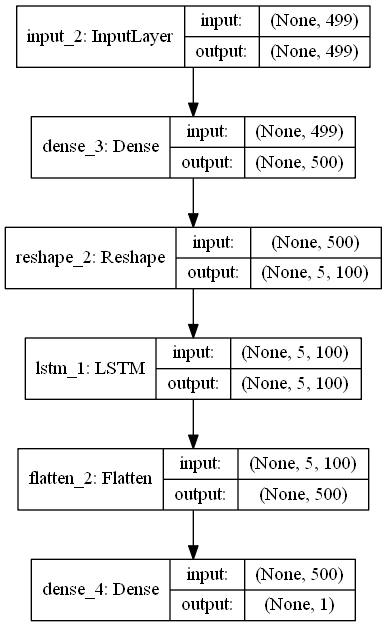 input_2: InputLayer
input: (None, 499)
output: (None, 499)
dense_3: Dense
input: (None, 499)
output: (None, 500)
reshape_2: Reshape
input: (None, 500)
output: (None, 5, 100)
lstm_1: LSTM
input: (None, 5, 100)
output: (None, 5, 100)
flatten_2: Flatten
input: (None, 5, 100)
output: (None, 500)
dense_4: Dense
input: (None, 500)
output: (None, 1)